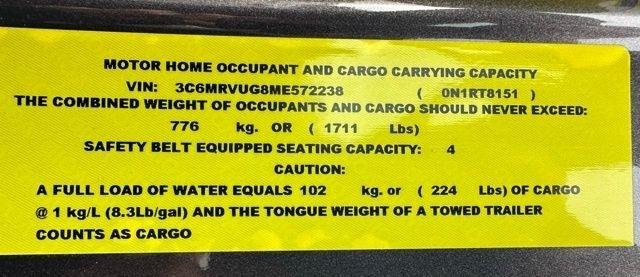 MOTOR HOME OCCUPANT AND CARGO CARRYING CAPACITY
VIN: 3C6MRVUG8ME572238 ( 0N1RT8151 )
THE COMBINED WEIGHT OF OCCUPANTS AND CARGO SHOULD NEVER EXCEED:
776 kg. OR ( 1711 Lbs)
SAFETY BELT EQUIPPED SEATING CAPACITY: 4
CAUTION:
A FULL LOAD OF WATER EQUALS 102 kg. or ( 224 Lbs) OF CARGO
@ 1 kg/L (8.3Lb/gal) AND THE TONGUE WEIGHT OF A TOWED TRAILER
COUNTS AS CARGO